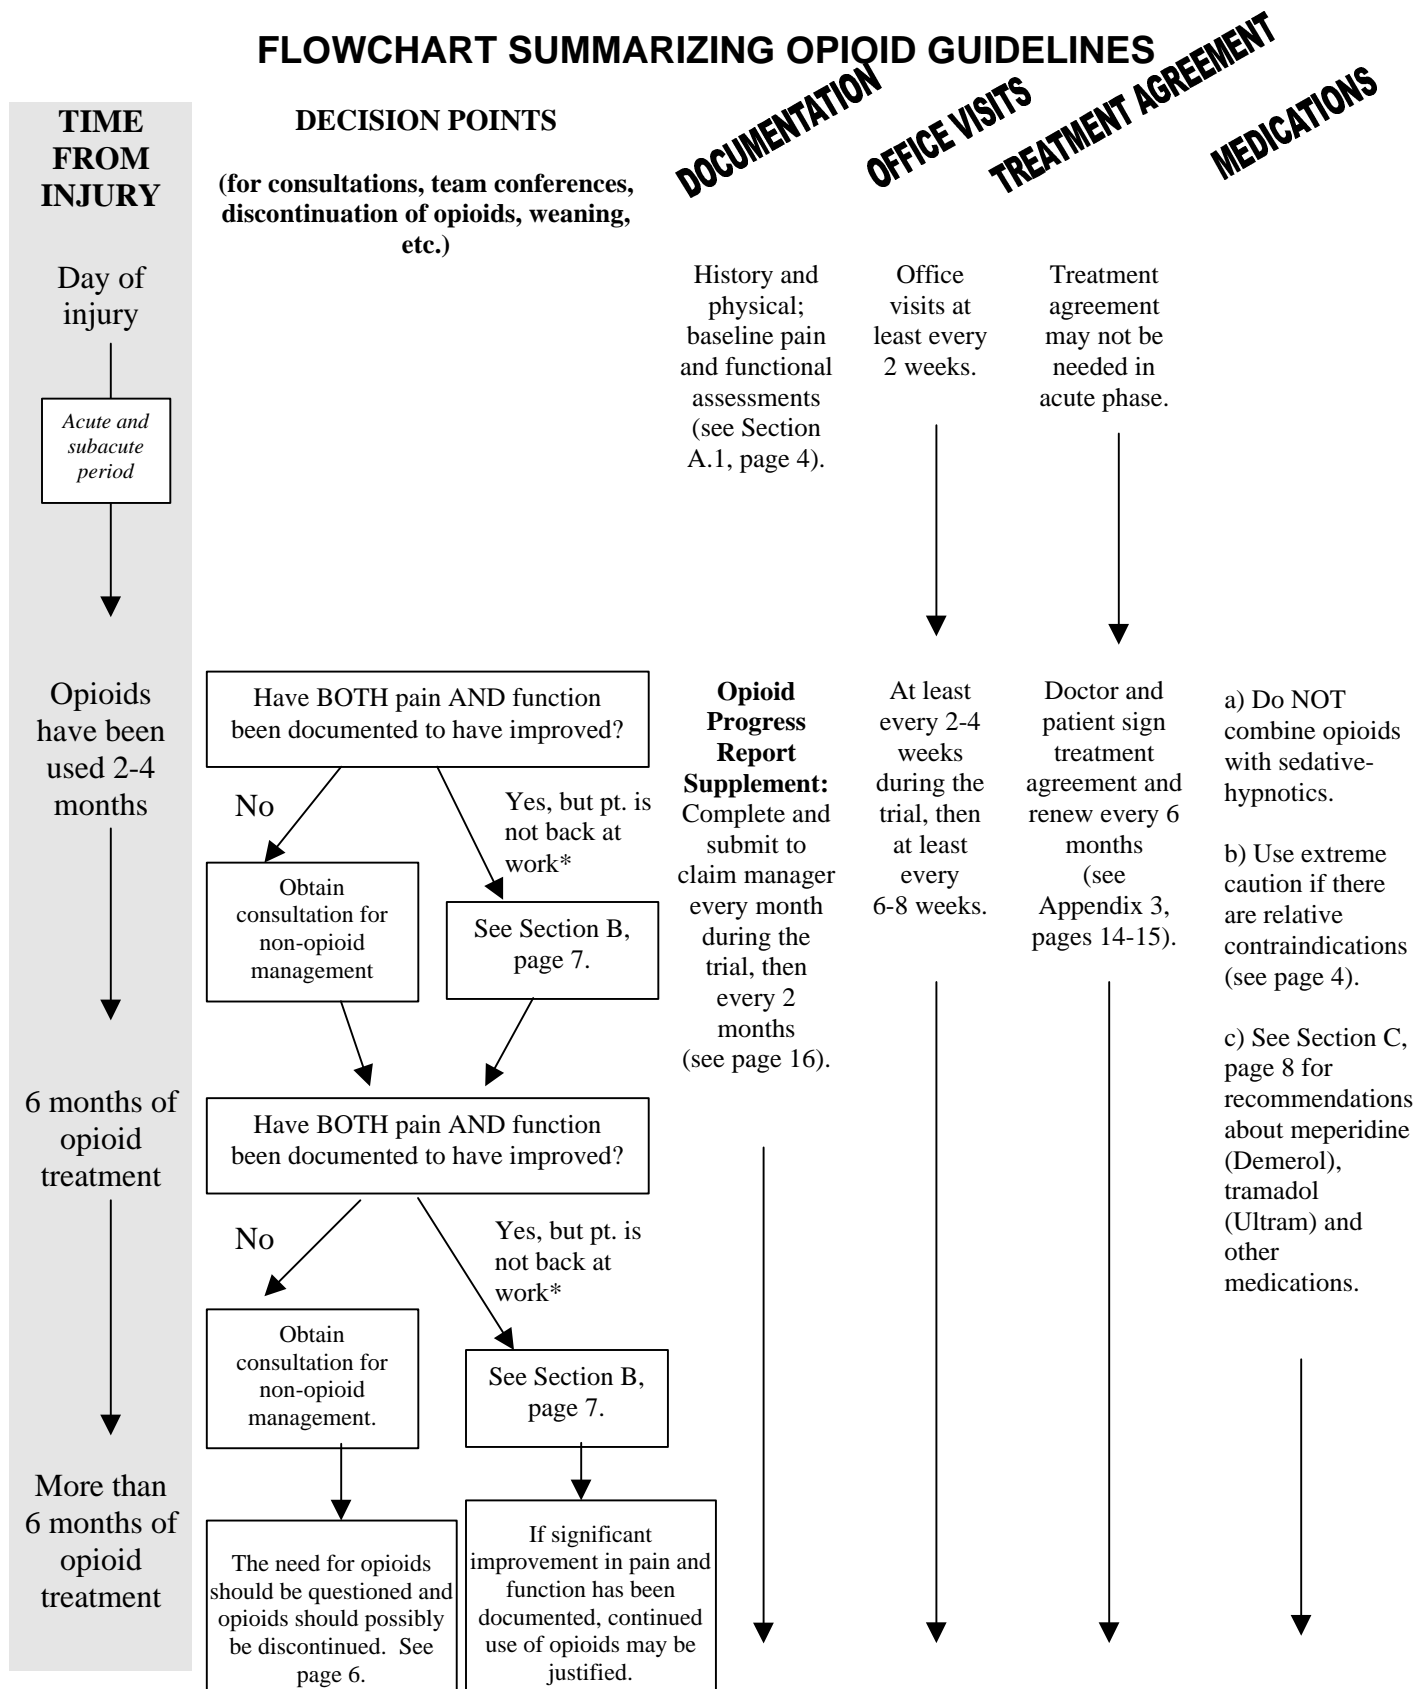 FLOWCHART SUMMARIZING OPIOID GUIDELINES
TIME
FROM
INJURY
DECISION POINTS
(for consultations, team conferences,
discontinuation of opioids, weaning,
etc.)
DOCUMENTATION
OFFICE VISITS
TREATMENT AGREEMENT
MEDICATIONS
Day of
injury
Acute and
subacute
period
History and
physical;
baseline pain
and functional
assessments
(see Section
A.1, page 4).
Office
visits at
least every
2 weeks.
Treatment
agreement
may not be
needed in
acute phase.
Opioids
have been
used 2-4
months
Have BOTH pain AND function
been documented to have improved?
No
Yes, but pt. is
not back at
work*
Obtain
consultation for
non-opioid
management
See Section B,
page 7.
Opioid
Progress
Report
Supplement:
Complete and
submit to
claim manager
every month
during the
trial, then
every 2
months
(see page 16).
At least
every 2-4
weeks
during the
trial, then
at least
every
6-8 weeks.
Doctor and
patient sign
treatment
agreement and
renew every 6
months
(see
Appendix 3,
pages 14-15).
a) Do NOT
combine opioids
with sedative-
hypnotics.
b) Use extreme
caution if there
are relative
contraindications
(see page 4).
c) See Section C,
page 8 for
recommendations
about meperidine
(Demerol),
tramadol
(Ultram) and
other
medications.
6 months of
opioid
treatment
Have BOTH pain AND function
been documented to have improved?
No
Yes, but pt. is
not back at
work*
Obtain
consultation for
non-opioid
management.
See Section B,
page 7.
More than
6 months of
opioid
treatment
The need for opioids
should be questioned and
opioids should possibly
be discontinued.  See
page 6.
If significant
improvement in pain and
function has been
documented, continued
use of opioids may be
justified.